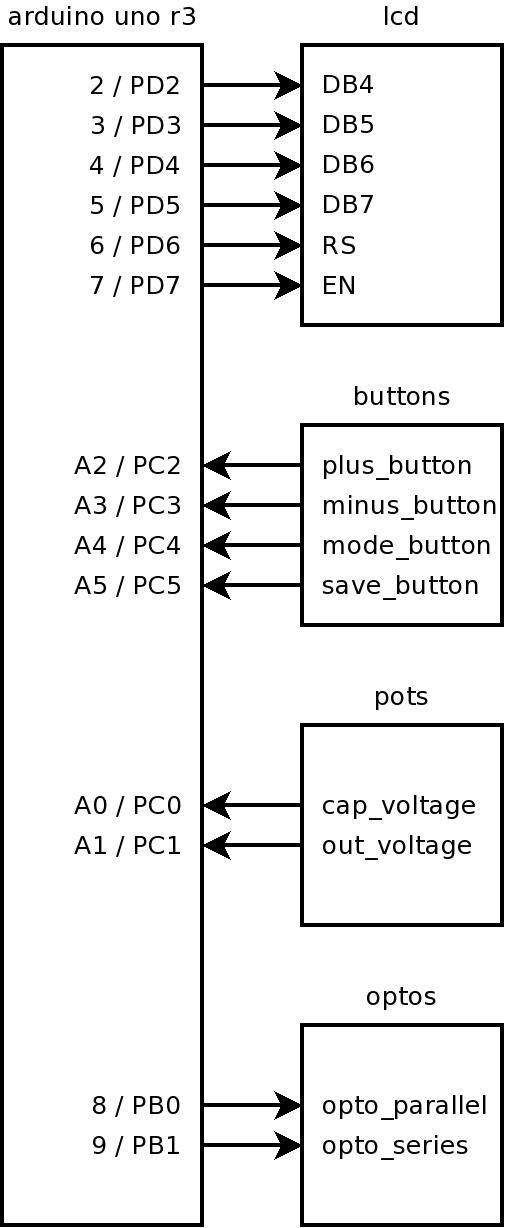 arduino uno r3 lcd
2 / PD2 DB4
3 / PD3 DB5
4 / PD4 DB6
5 / PD5 DB7
6 / PD6 RS
7 / PD7 EN
buttons
A2 / PC2 plus_button
A3 / PC3 minus_button
A4 / PC4 mode_button
A5 / PC5 save_button
pots
A0 / PC0 cap_voltage
A1 / PC1 out_voltage
optos
8 / PB0 opto_parallel
9 / PB1 opto_series